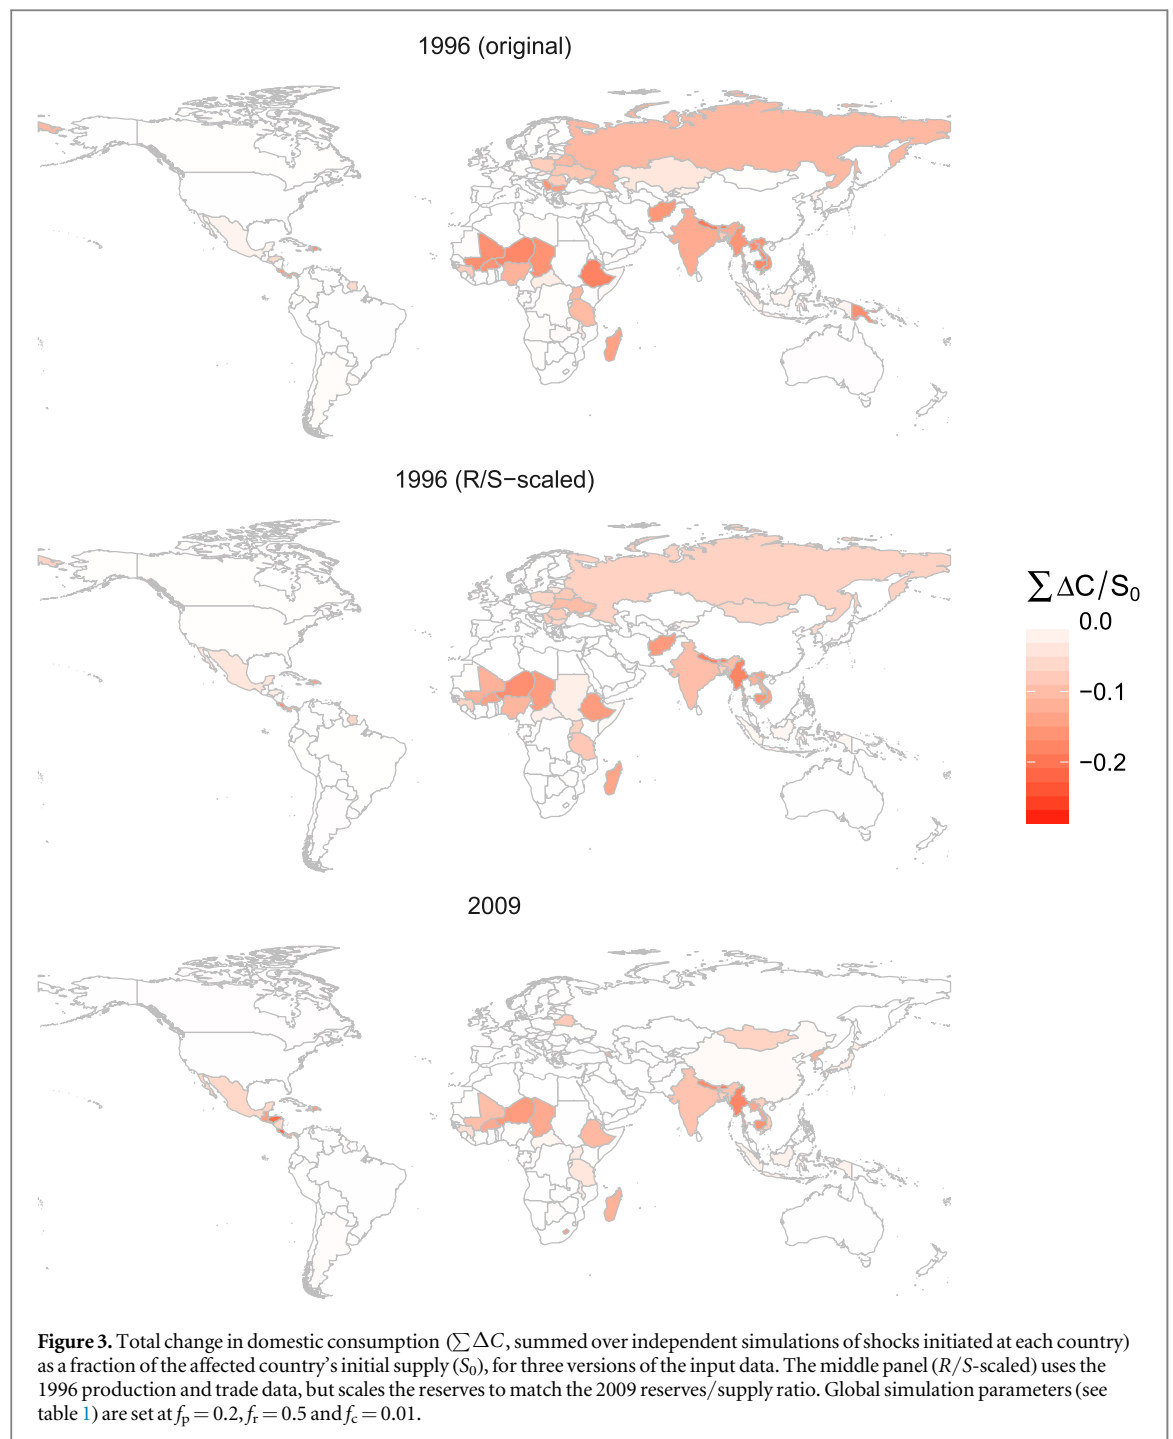 1996 (original)
1996 (R/S−scaled)
∑ΔC/S₀
0.0
−0.1
−0.2
2009
Figure 3. Total change in domestic consumption (∑ΔC, summed over independent simulations of shocks initiated at each country)
as a fraction of the affected country's initial supply (S₀), for three versions of the input data. The middle panel (R/S-scaled) uses the
1996 production and trade data, but scales the reserves to match the 2009 reserves/supply ratio. Global simulation parameters (see
table 1) are set at fₚ = 0.2, fᵣ = 0.5 and f_c = 0.01.